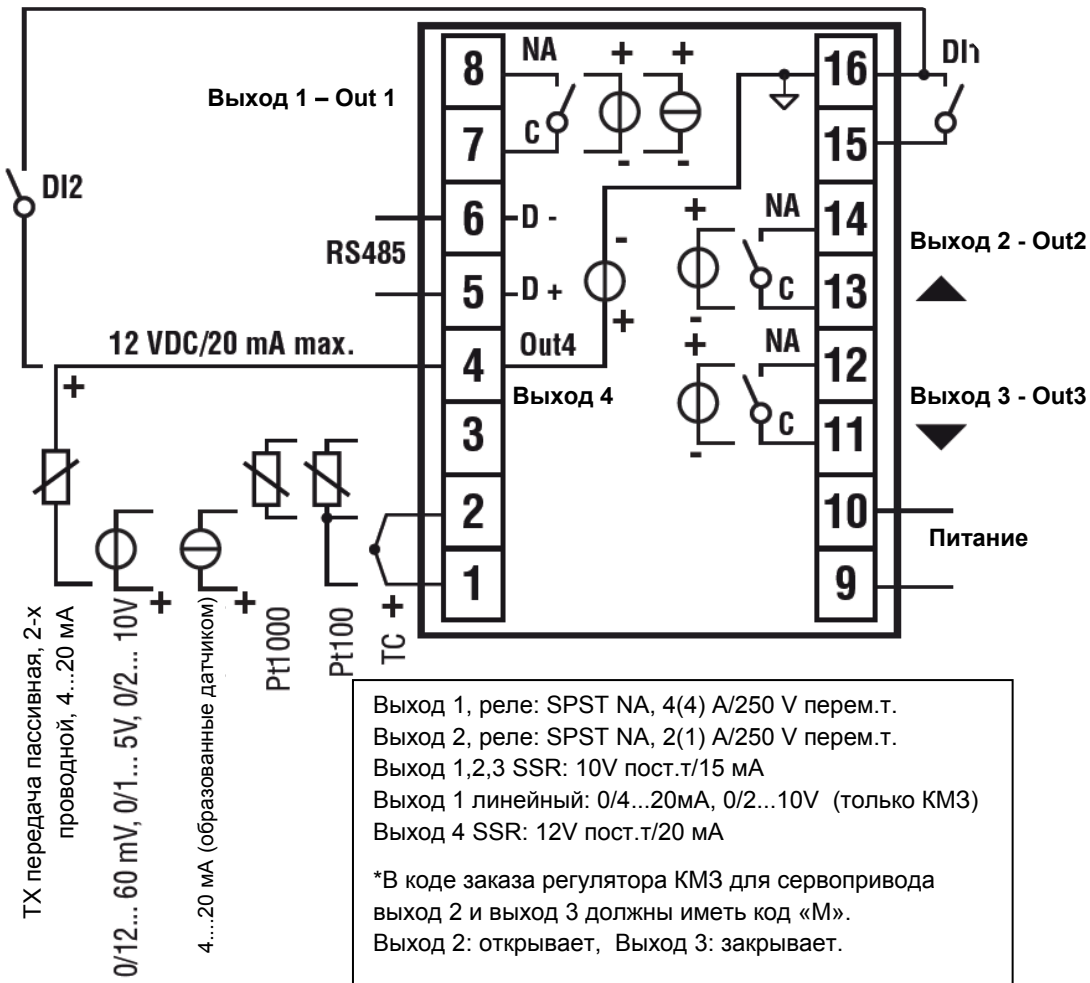 8
NA
+
+
16
DI1
Выход 1 – Out 1
7
C
-
-
15
DI2
6
D -
-
+
NA
14
Выход 2 - Out2
RS485
5
D +
+
-
C
13
12 VDC/20 mA max.
4
Out4
+
NA
12
Выход 4
Выход 3 - Out3
+
3
-
C
11
2
10
Питание
1
9
+
+
+
ТХ передача пассивная, 2-х
проводной, 4...20 мА
0/12... 60 mV, 0/1... 5V, 0/2... 10V
4....20 мА (образованные датчиком)
Pt1000
Pt100
TC
Выход 1, реле: SPST NA, 4(4) A/250 V перем.т.
Выход 2, реле: SPST NA, 2(1) A/250 V перем.т.
Выход 1,2,3 SSR: 10V пост.т/15 мА
Выход 1 линейный: 0/4...20мА, 0/2...10V (только КМ3)
Выход 4 SSR: 12V пост.т/20 мА
*В коде заказа регулятора КМ3 для сервопривода
выход 2 и выход 3 должны иметь код «М».
Выход 2: открывает, Выход 3: закрывает.